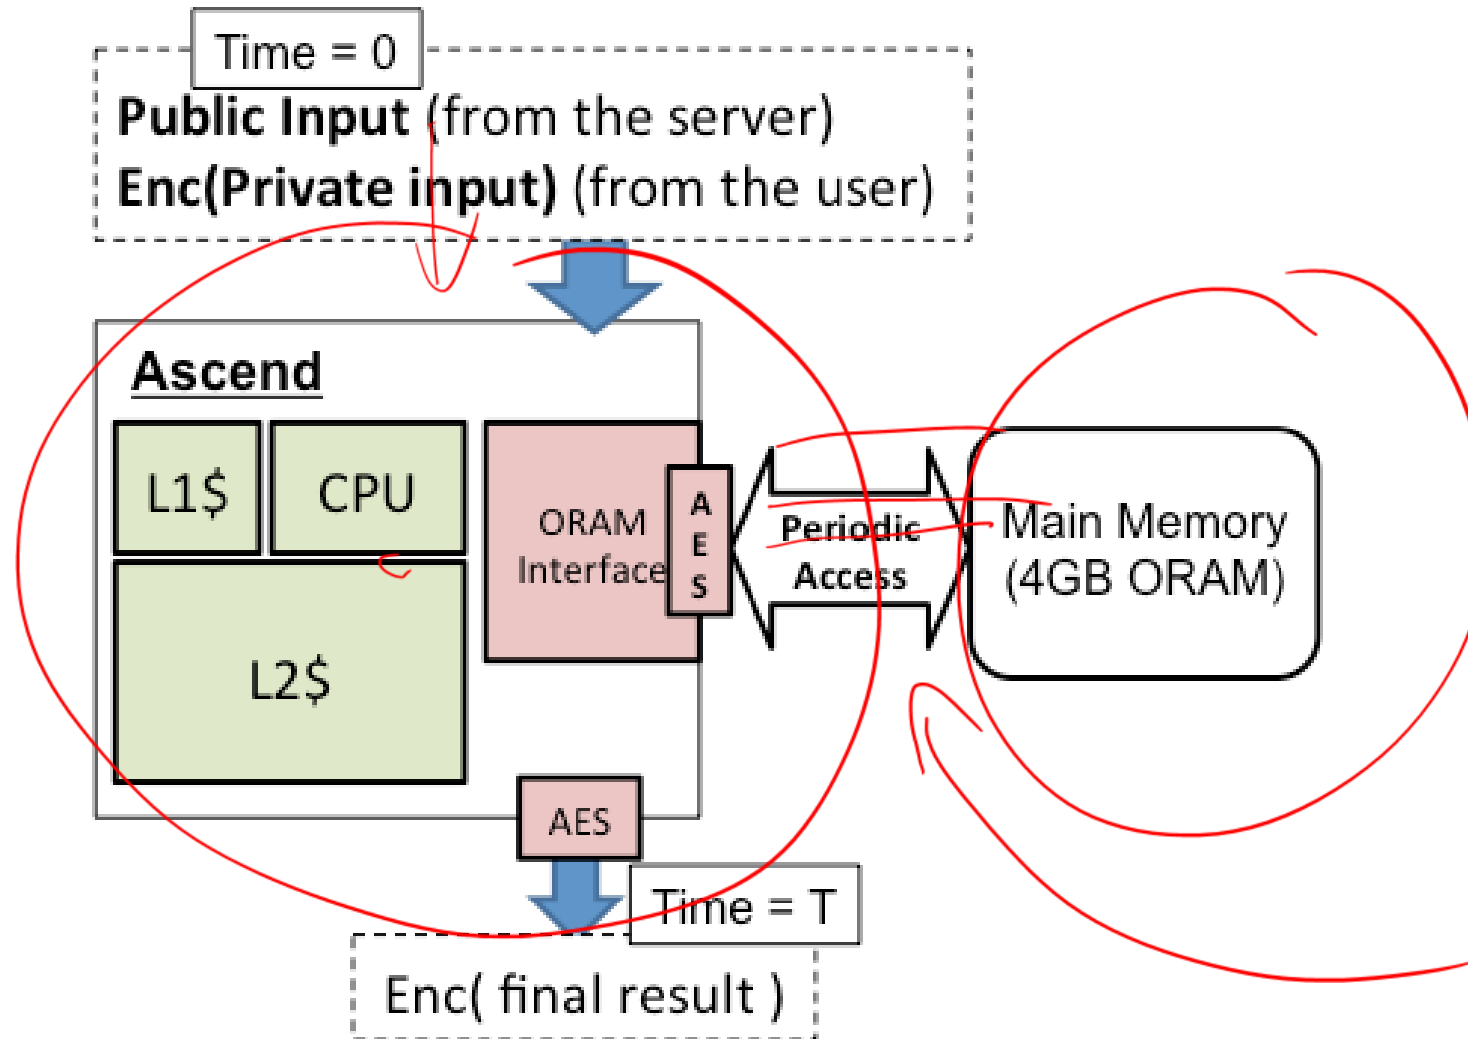 Time = 0
Public Input (from the server)
Enc(Private input) (from the user)
Ascend
L1$
CPU
ORAM
Interface
A
E
S
Periodic
Access
Main Memory
(4GB ORAM)
L2$
AES
Time = T
Enc( final result )